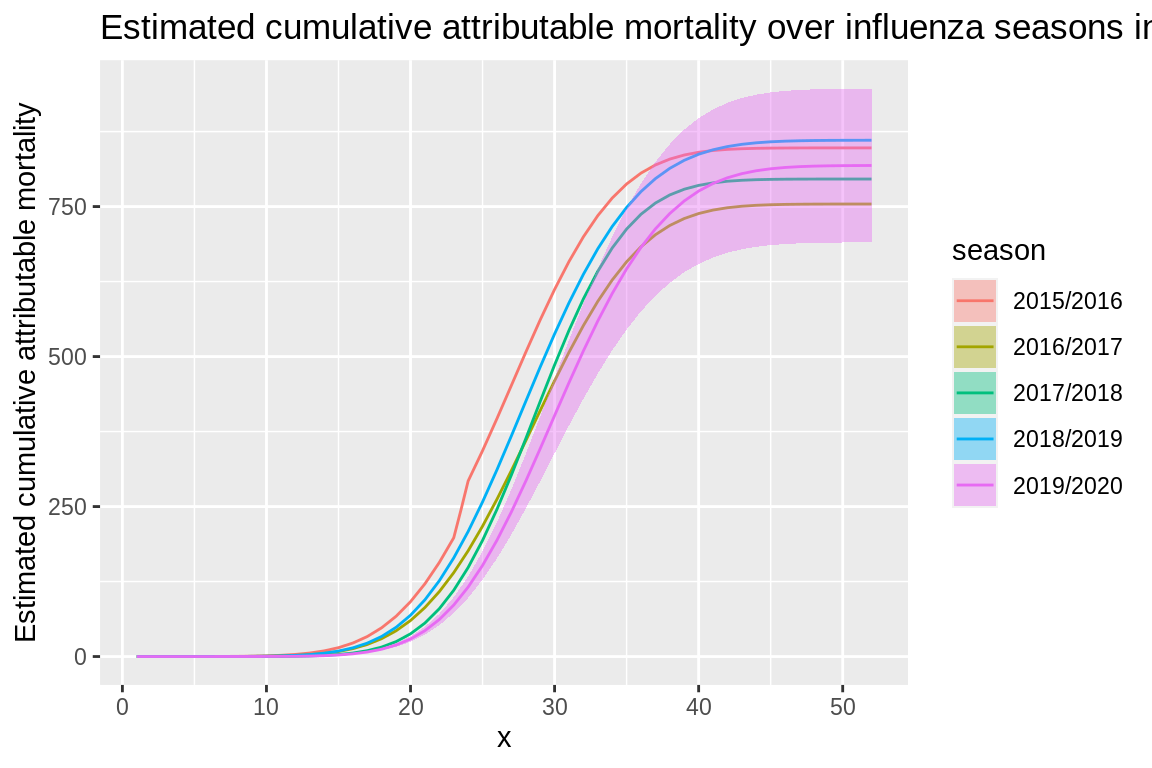 Estimated cumulative attributable mortality over influenza seasons in
Estimated cumulative attributable mortality
750
500
250
0
0 10 20 30 40 50
x
season
2015/2016
2016/2017
2017/2018
2018/2019
2019/2020